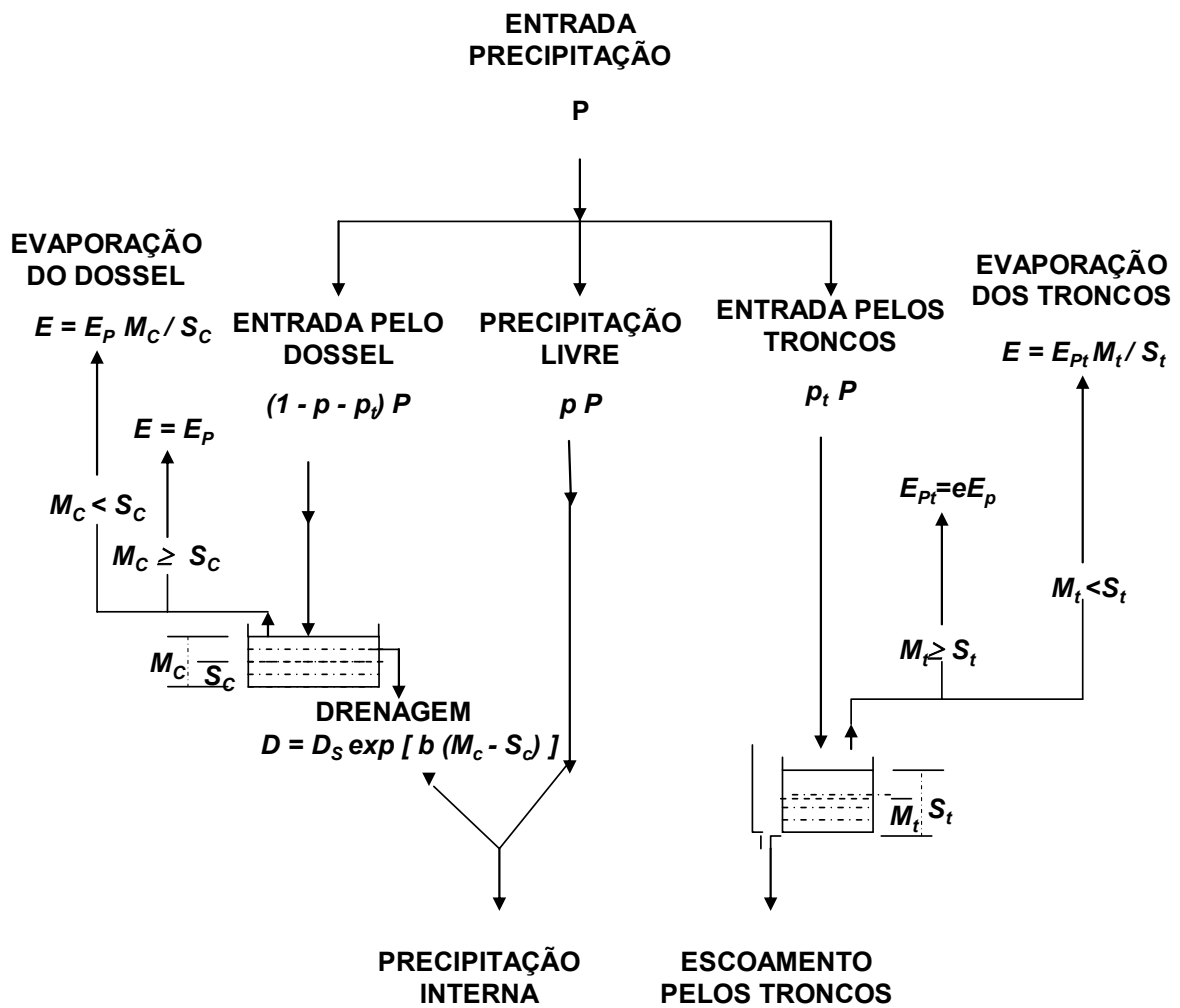 ENTRADA
PRECIPITAÇÃO
P
EVAPORAÇÃO
DO DOSSEL
E = E_P M_C / S_C
E = E_P
M_C < S_C
M_C ≥ S_C
ENTRADA PELO
DOSSEL
(1 - p - p_t) P
PRECIPITAÇÃO
LIVRE
p P
ENTRADA PELOS
TRONCOS
p_t P
EVAPORAÇÃO
DOS TRONCOS
E = E_Pt M_t / S_t
E_Pt=eE_p
M_t<S_t
M_t≥ S_t
M_C
S_C
DRENAGEM
D = D_S exp [ b (M_c - S_c) ]
M_t
S_t
PRECIPITAÇÃO
INTERNA
ESCOAMENTO
PELOS TRONCOS